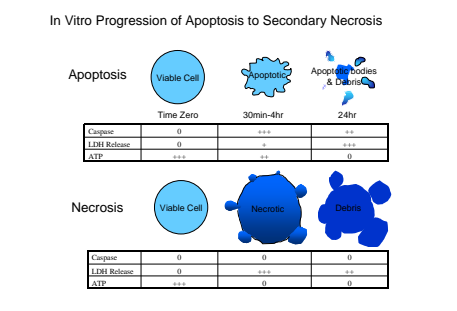 In Vitro Progression of Apoptosis to Secondary Necrosis
Apoptosis
Viable Cell
Apoptotic
Apoptotic bodies
& Debris
Time Zero 30min-4hr 24hr
Caspase 0 +++ ++
LDH Release 0 + +++
ATP +++ ++ 0
Necrosis
Viable Cell
Necrotic
Debris
Caspase 0 0 0
LDH Release 0 +++ ++
ATP +++ 0 0